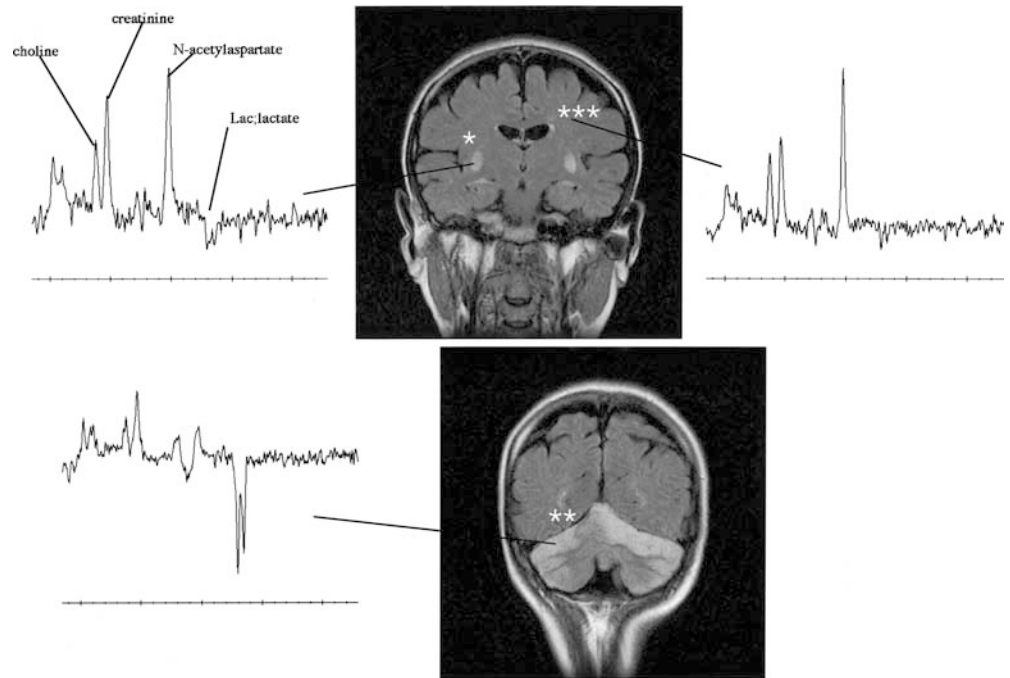 creatinine
choline
N-acetylaspartate
Lac;lactate
*
***
**